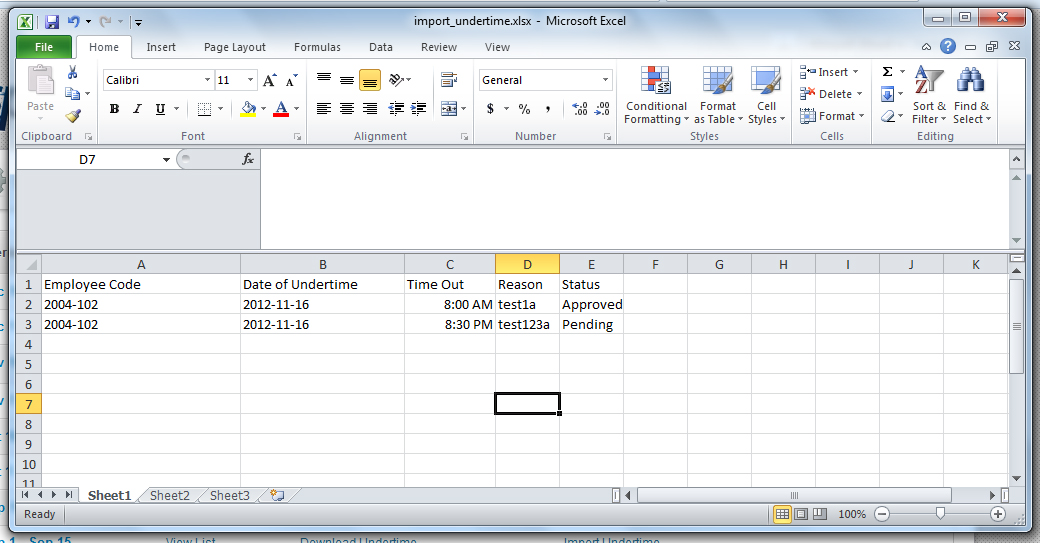 import_undertime.xlsx - Microsoft Excel
File Home Insert Page Layout Formulas Data Review View
Paste
Calibri 11
B I U A
General
$ % ,
Conditional Formatting
Format as Table
Cell Styles
Insert
Delete
Format
Σ
Sort & Filter
Find & Select
Clipboard Font Alignment Number Styles Cells Editing
D7 fx
A B C D E F G H I J K
1 Employee Code Date of Undertime Time Out Reason Status
2 2004-102 2012-11-16 8:00 AM test1a Approved
3 2004-102 2012-11-16 8:30 PM test123a Pending
4
5
6
7
8
9
10
11
Sheet1 Sheet2 Sheet3
Ready 100%
Sep 15 View List Download Undertime Import Undertime